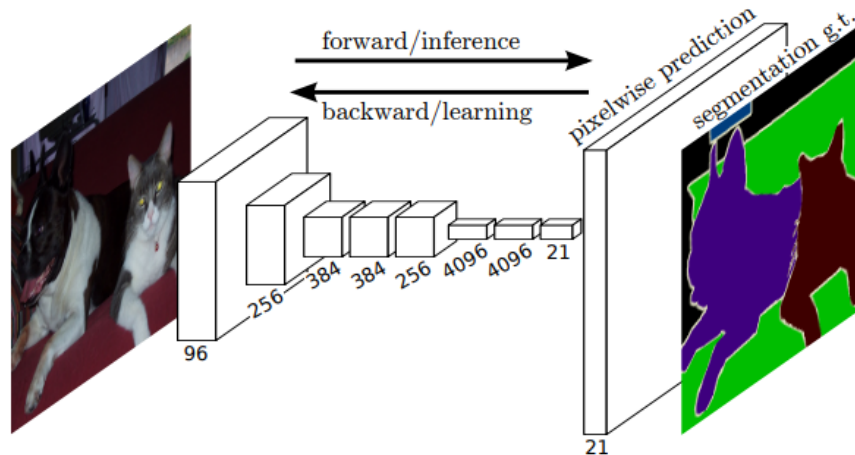 forward/inference
backward/learning
pixelwise prediction
segmentation g.t.
96
256
384
384
256
4096
4096
21
21